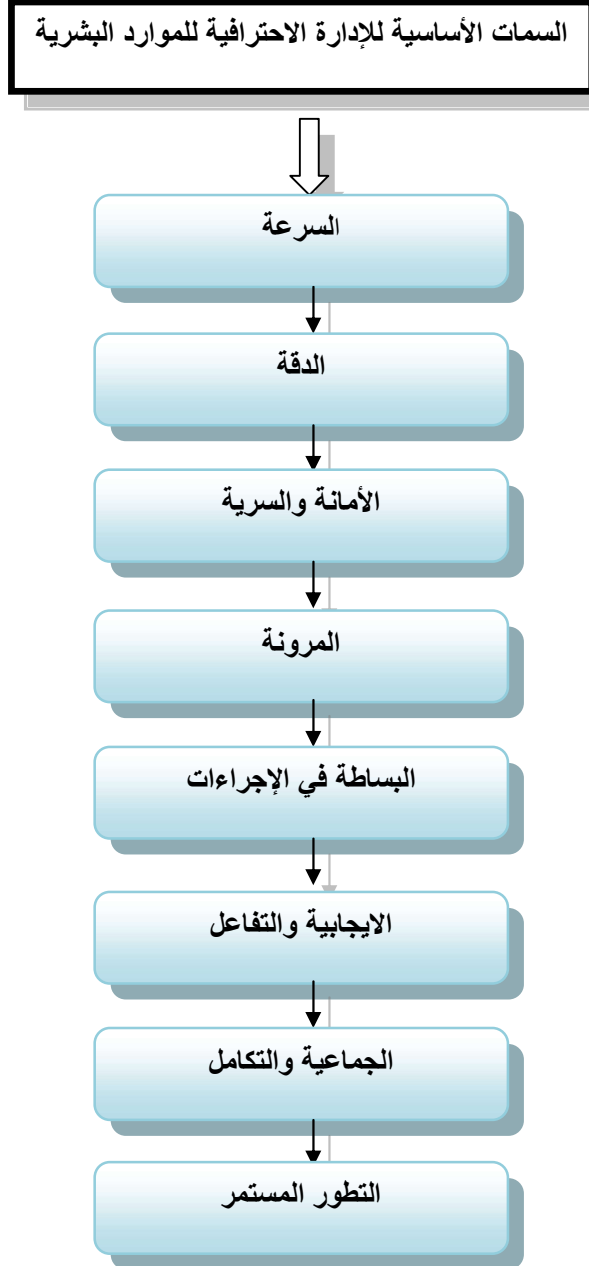 السمات الأساسية للإدارة الاحترافية للموارد البشرية
السرعة
الدقة
الأمانة والسرية
المرونة
البساطة في الإجراءات
الايجابية والتفاعل
الجماعية والتكامل
التطور المستمر